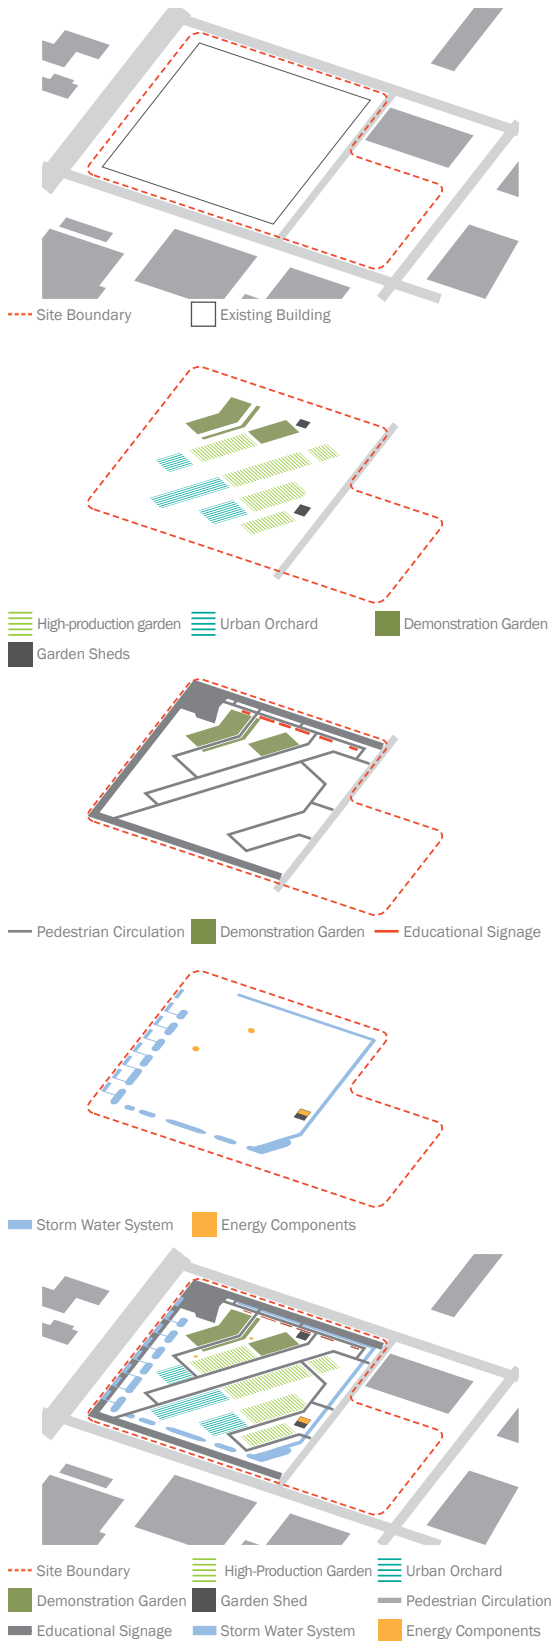 Site Boundary Existing Building
High-production garden Urban Orchard Demonstration Garden
Garden Sheds
Pedestrian Circulation Demonstration Garden Educational Signage
Storm Water System Energy Components
Site Boundary High-Production Garden Urban Orchard
Demonstration Garden Garden Shed Pedestrian Circulation
Educational Signage Storm Water System Energy Components